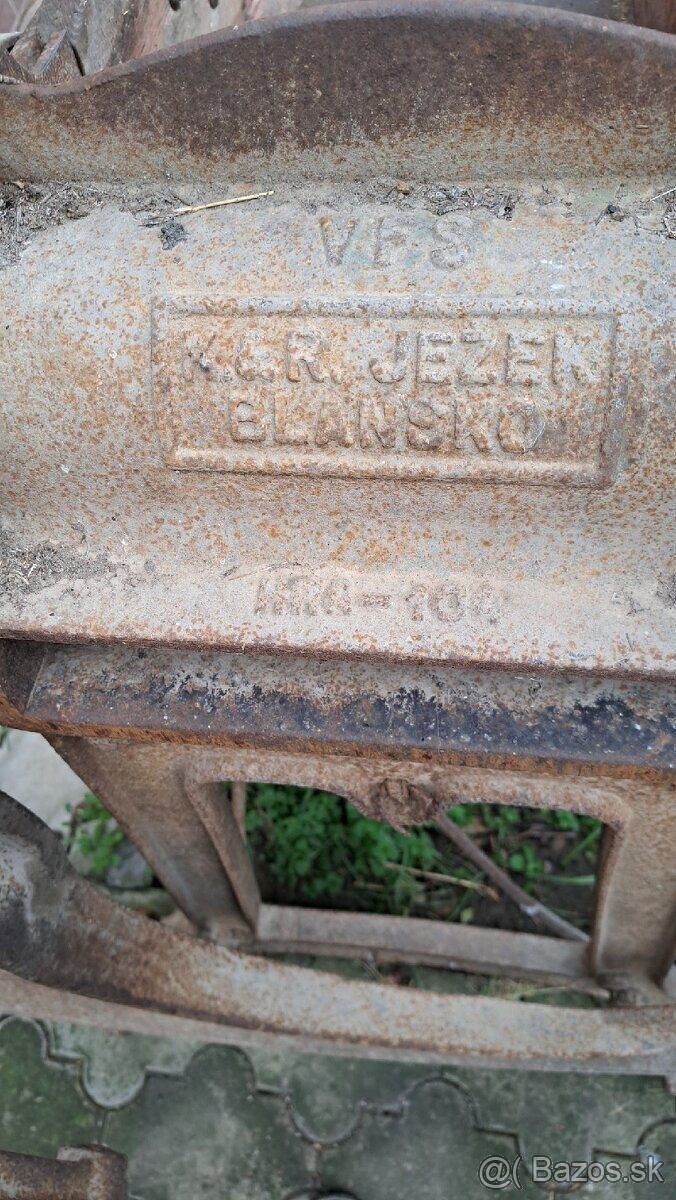 VFS
K. & R. JEŽEK
BLANSKO
@( Bazos.sk